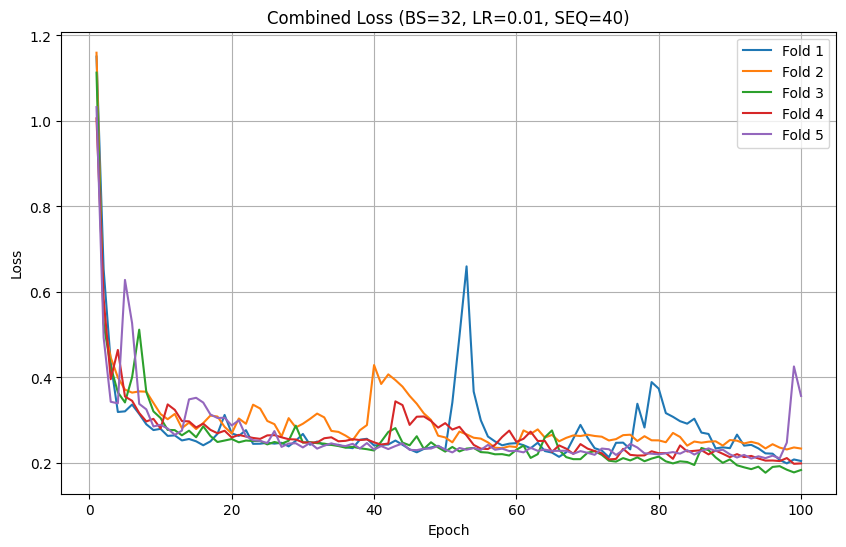 Combined Loss (BS=32, LR=0.01, SEQ=40)
Fold 1
Fold 2
Fold 3
Fold 4
Fold 5
Loss
1.2
1.0
0.8
0.6
0.4
0.2
0
20
40
60
80
100
Epoch